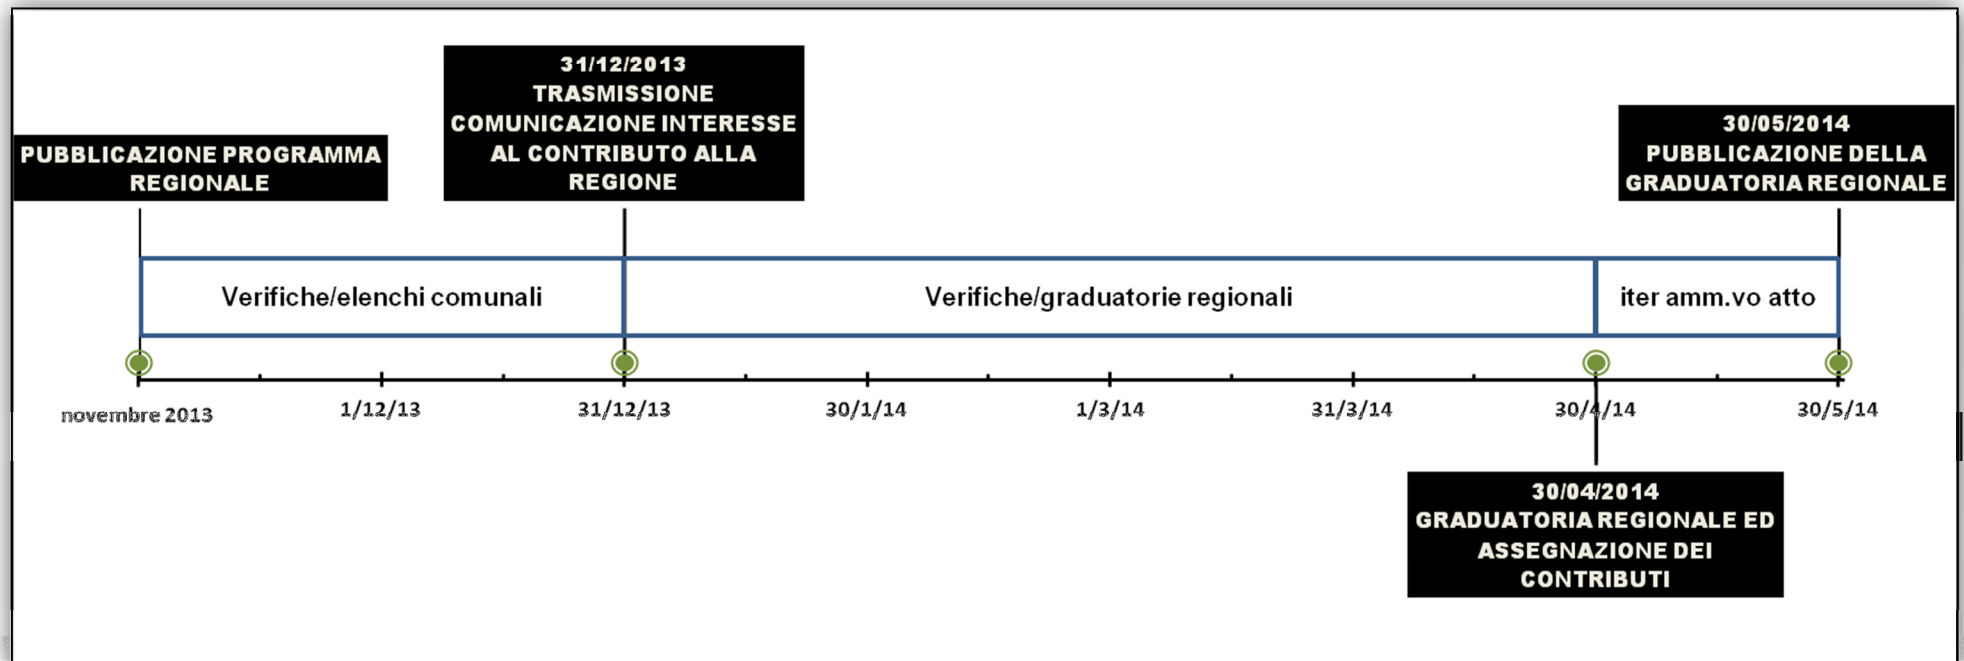 31/12/2013
TRASMISSIONE
COMUNICAZIONE INTERESSE
AL CONTRIBUTO ALLA
REGIONE
PUBBLICAZIONE PROGRAMMA
REGIONALE
30/05/2014
PUBBLICAZIONE DELLA
GRADUATORIA REGIONALE
Verifiche/elenchi comunali
Verifiche/graduatorie regionali
iter amm.vo atto
novembre 2013
1/12/13
31/12/13
30/1/14
1/3/14
31/3/14
30/4/14
30/5/14
30/04/2014
GRADUATORIA REGIONALE ED
ASSEGNAZIONE DEI
CONTRIBUTI